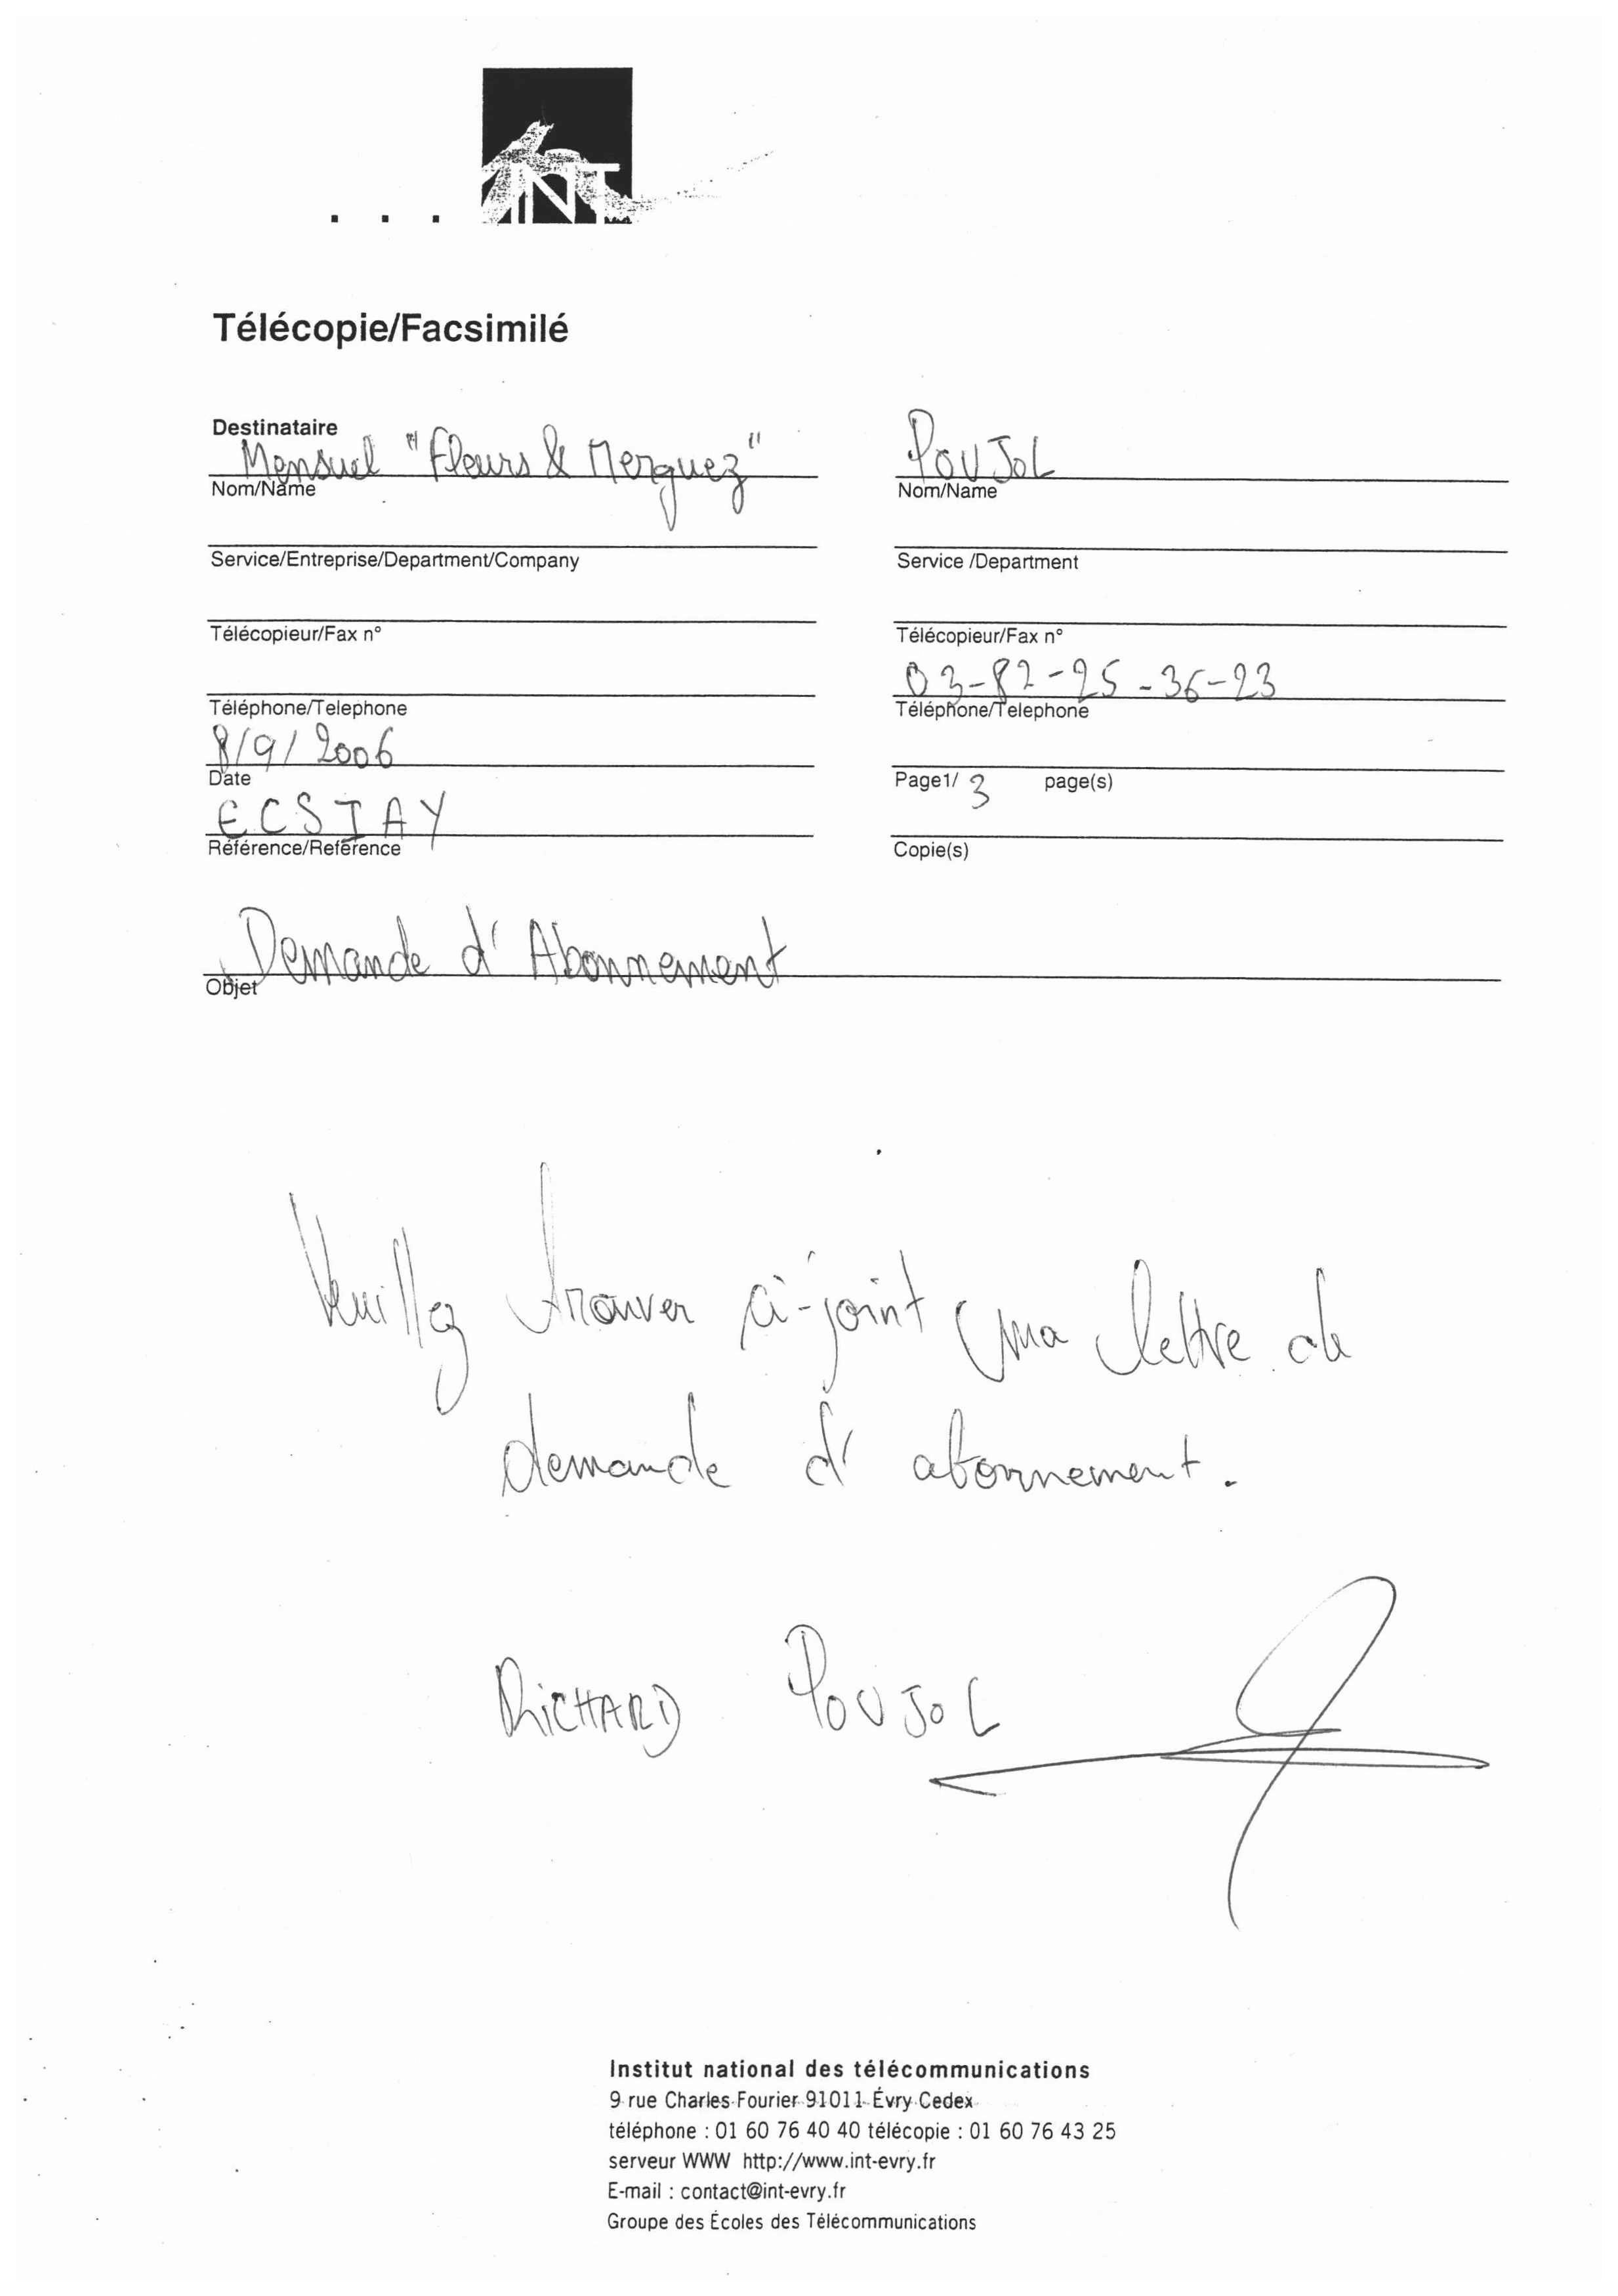 INT
Télécopie/Facsimilé
Destinataire
Mensuel "Fleurs & Merguez"
Nom/Name
POUJOL
Nom/Name
Service/Entreprise/Department/Company
Service /Department
Télécopieur/Fax n°
Télécopieur/Fax n°
03-82-25-36-23
Téléphone/Telephone
Téléphone/Telephone
8/9/2006
Date
Page1/ 3 page(s)
ECSIAY
Référence/Reference
Copie(s)
Demande d'Abonnement
Objet
Veuillez trouver ci-joint ma lettre de
demande d'abonnement.
RICHARD POUJOL
Institut national des télécommunications
9 rue Charles Fourier 91011 Évry Cedex
téléphone : 01 60 76 40 40 télécopie : 01 60 76 43 25
serveur WWW http://www.int-evry.fr
E-mail : contact@int-evry.fr
Groupe des Écoles des Télécommunications